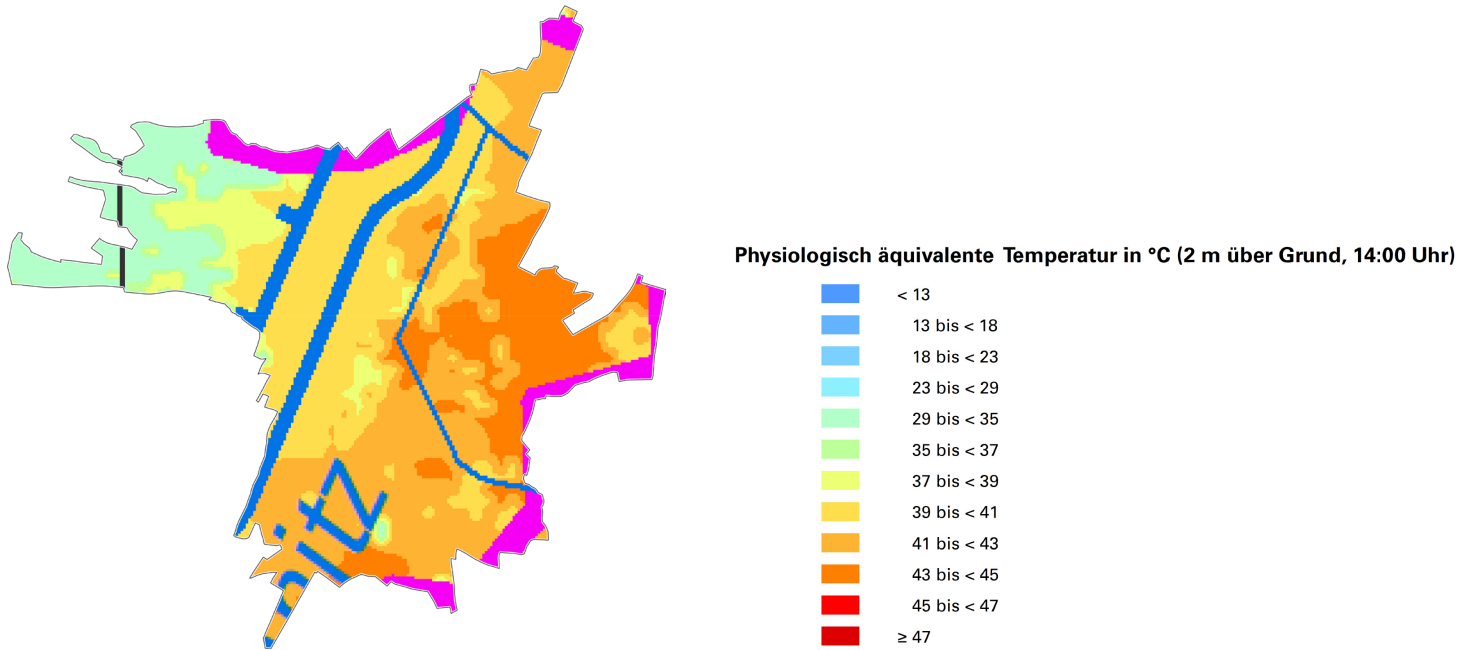 Physiologisch äquivalente Temperatur in °C (2 m über Grund, 14:00 Uhr)
< 13
13 bis < 18
18 bis < 23
23 bis < 29
29 bis < 35
35 bis < 37
37 bis < 39
39 bis < 41
41 bis < 43
43 bis < 45
45 bis < 47
≥ 47
itz